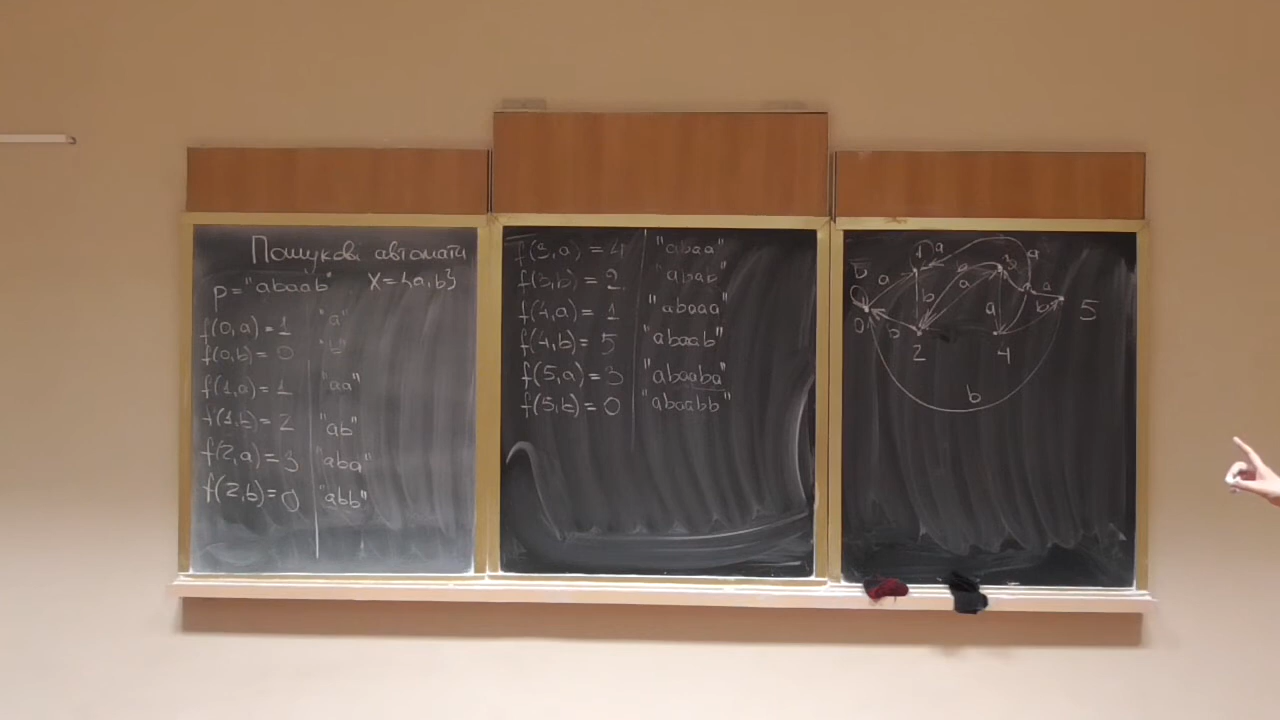 Пошукові автомати
p="abaab" X={a,b}
f(0,a)=1 "a"
f(0,b)=0 "b"
f(1,a)=1 "aa"
f(1,b)=2 "ab"
f(2,a)=3 "aba"
f(2,b)=0 "abb"
f(3,a)=4 "abaa"
f(3,b)=2 "abab"
f(4,a)=1 "abaaa"
f(4,b)=5 "abaab"
f(5,a)=3 "abaaba"
f(5,b)=0 "abaabb"
b
a
1
a
b
a
3
a
a
b
a
b
5
0
b
2
4
b